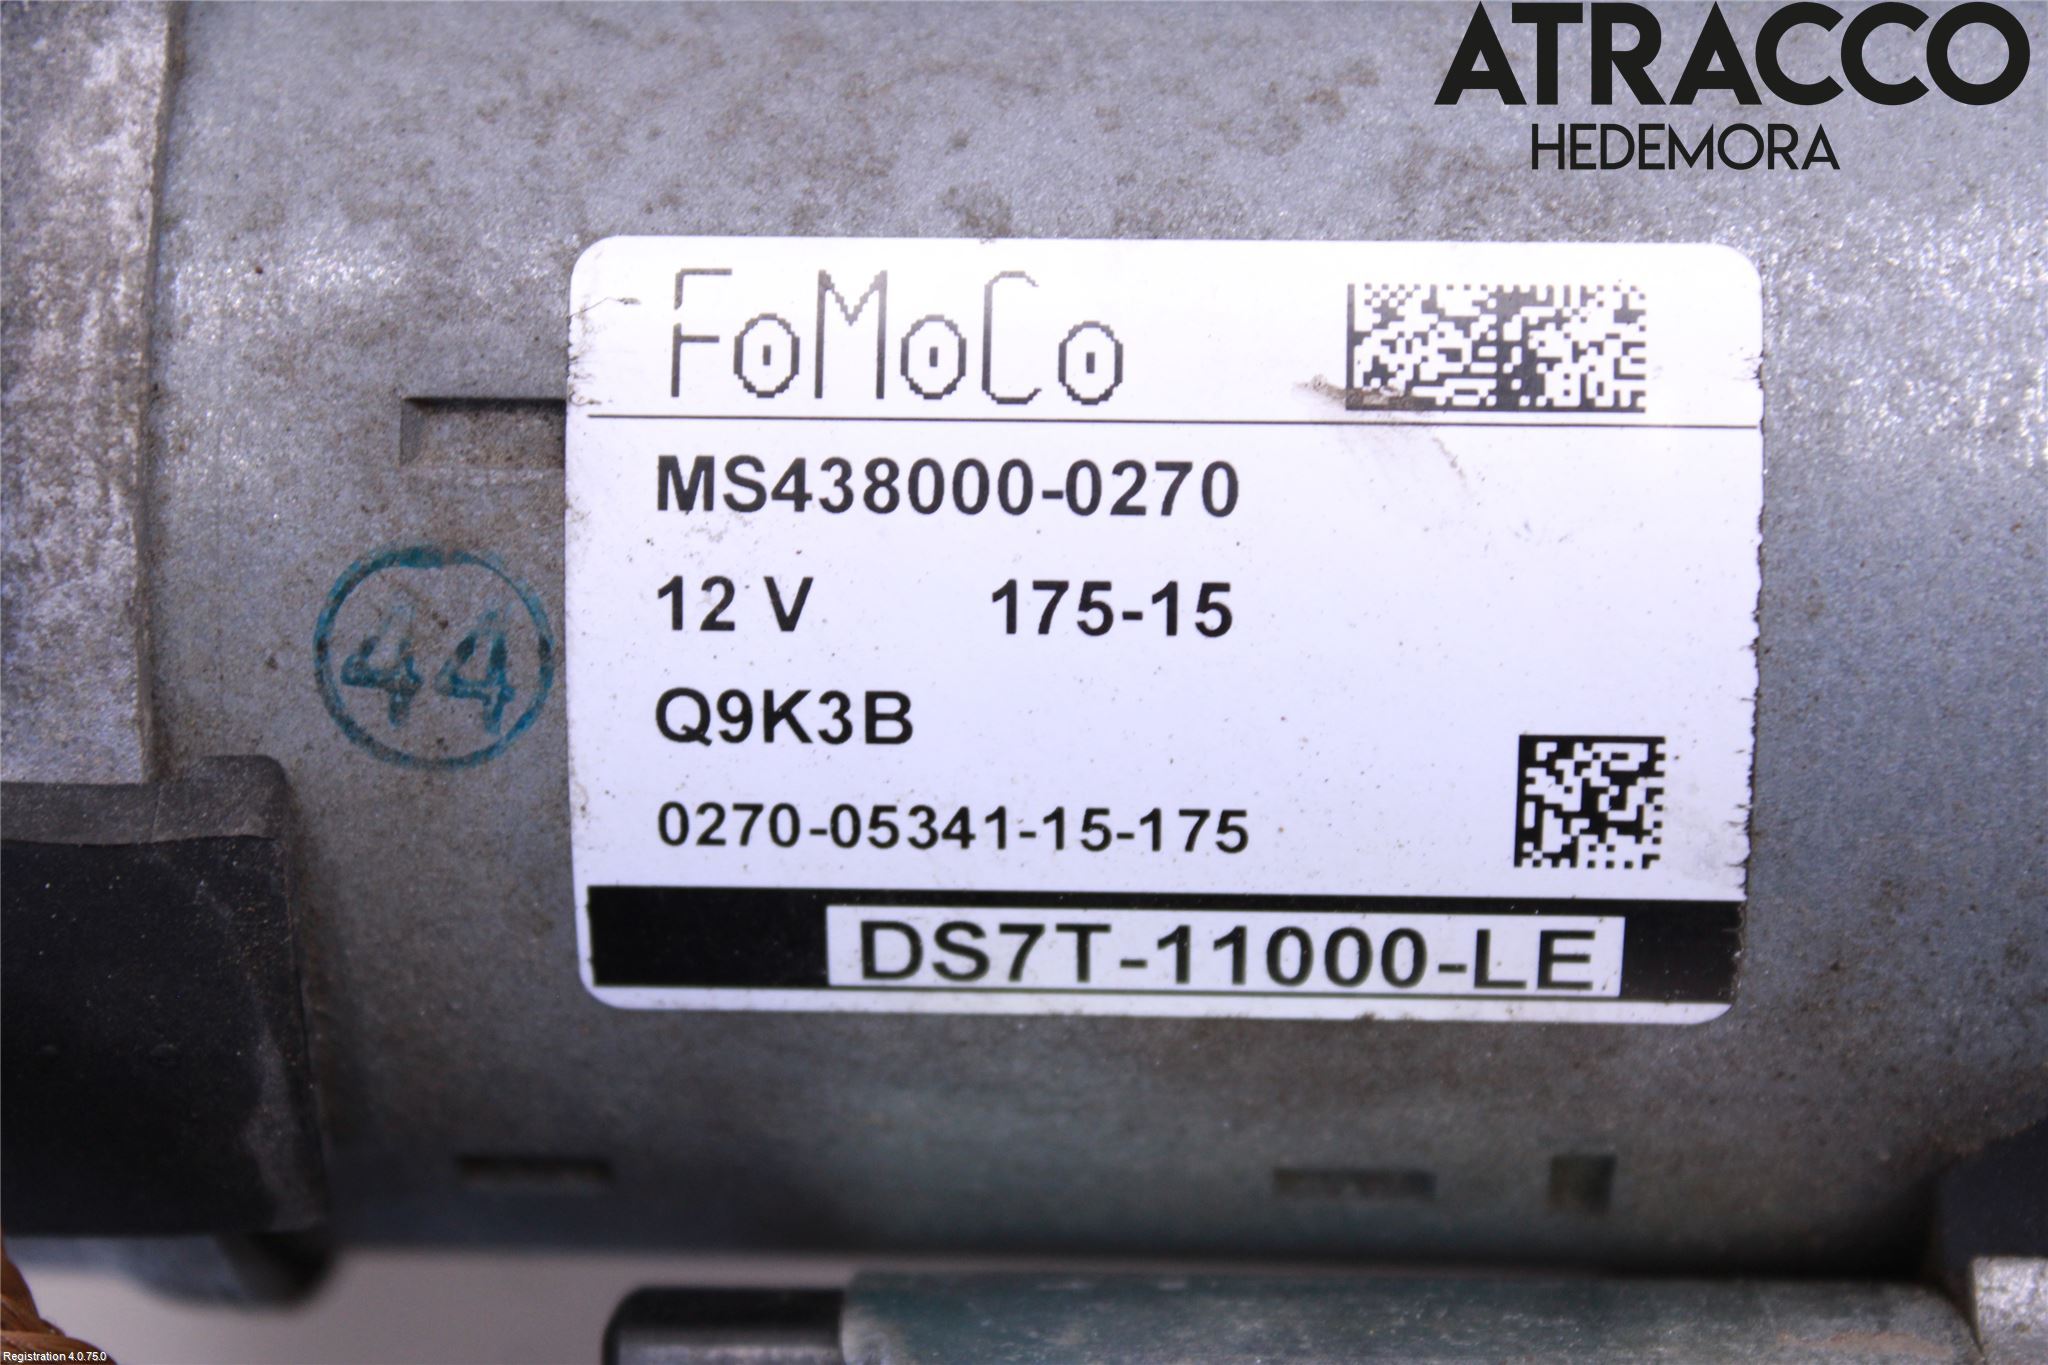 ATRACCO
HEDEMORA
FoMoCo
MS438000-0270
12 V 175-15
44
Q9K3B
0270-05341-15-175
DS7T-11000-LE
Registration 4.0.75.0